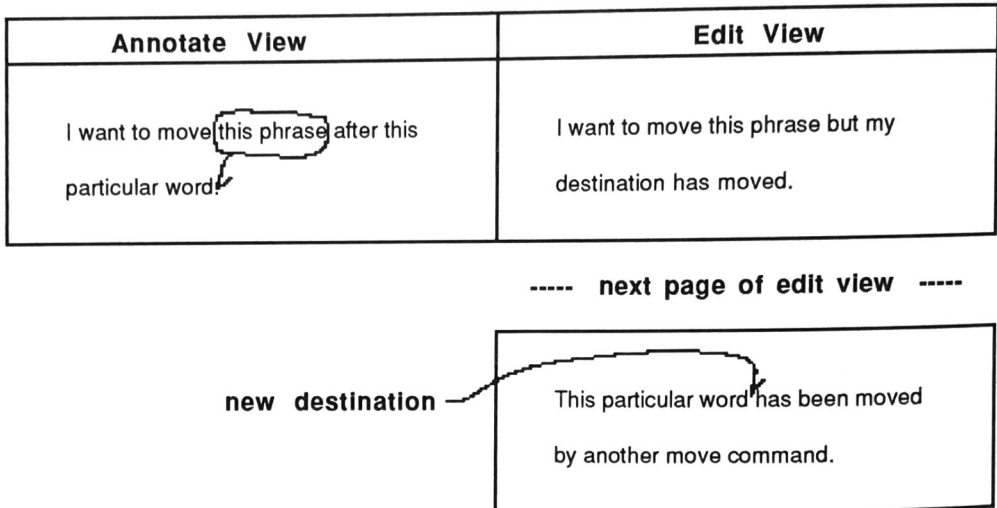 Annotate View
Edit View
I want to move this phrase after this
particular word.
I want to move this phrase but my
destination has moved.
----- next page of edit view -----
new destination
This particular word has been moved
by another move command.